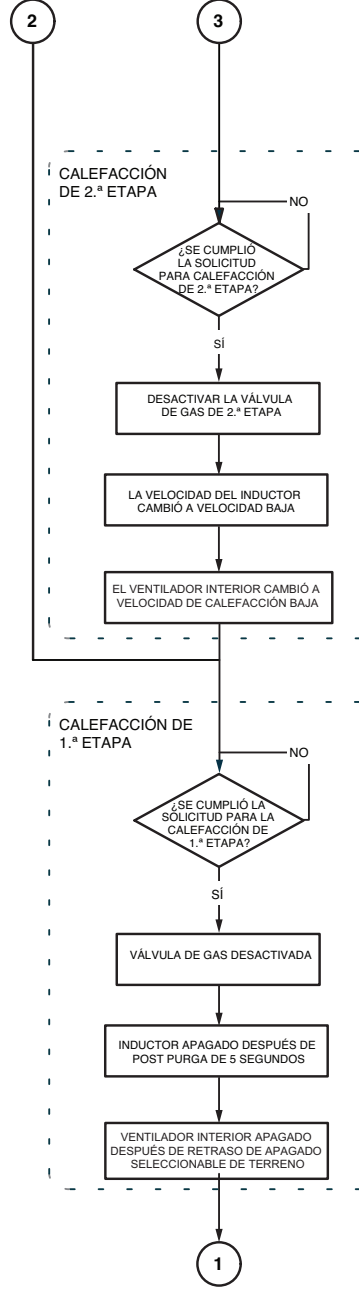 2
3
CALEFACCIÓN
DE 2.ª ETAPA
NO
¿SE CUMPLIÓ
LA SOLICITUD
PARA CALEFACCIÓN
DE 2.ª ETAPA?
SÍ
DESACTIVAR LA VÁLVULA
DE GAS DE 2.ª ETAPA
LA VELOCIDAD DEL INDUCTOR
CAMBIÓ A VELOCIDAD BAJA
EL VENTILADOR INTERIOR CAMBIÓ A
VELOCIDAD DE CALEFACCIÓN BAJA
CALEFACCIÓN DE
1.ª ETAPA
NO
¿SE CUMPLIÓ LA
SOLICITUD PARA LA
CALEFACCIÓN DE
1.ª ETAPA?
SÍ
VÁLVULA DE GAS DESACTIVADA
INDUCTOR APAGADO DESPUÉS DE
POST PURGA DE 5 SEGUNDOS
VENTILADOR INTERIOR APAGADO
DESPUÉS DE RETRASO DE APAGADO
SELECCIONABLE DE TERRENO
1